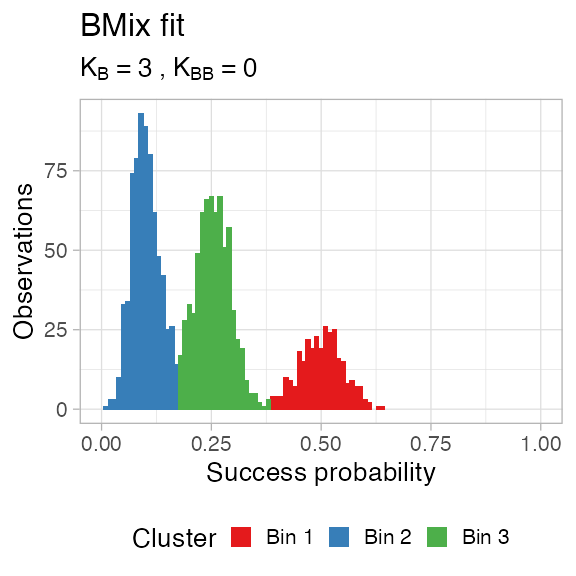 BMix fit
K_B = 3 , K_BB = 0
Observations
75
50
25
0
0.00 0.25 0.50 0.75 1.00
Success probability
Cluster Bin 1 Bin 2 Bin 3